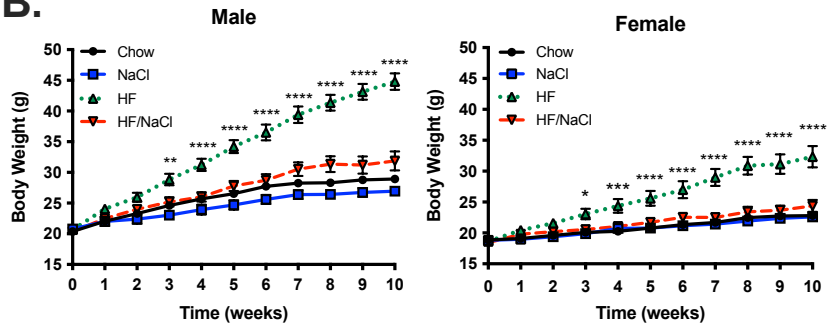 B.
Male
Body Weight (g)
50
45
40
35
30
25
20
15
Chow
NaCl
HF
HF/NaCl
** **** **** **** **** **** **** ****
0 1 2 3 4 5 6 7 8 9 10
Time (weeks)
Female
Body Weight (g)
50
45
40
35
30
25
20
15
Chow
NaCl
HF
HF/NaCl
* *** **** **** **** **** **** ****
0 1 2 3 4 5 6 7 8 9 10
Time (weeks)